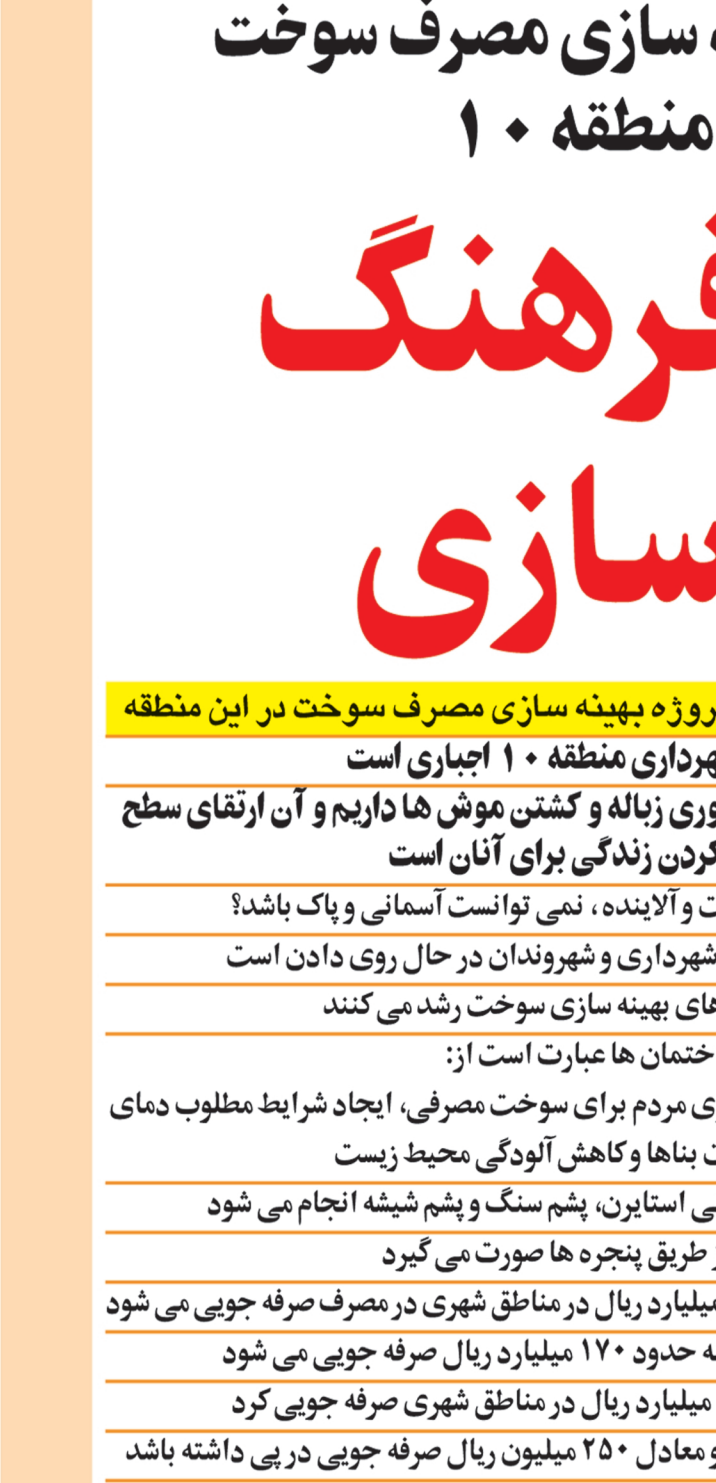 سازی مصرف سوخت
منطقه ۱۰
فرهنگ
سازی
روژه بهینه سازی مصرف سوخت در این منطقه
هرداری منطقه ۱۰ اجباری است
وری زباله و کشتن موش ها داریم و آن ارتقای سطح
کردن زندگی برای آنان است
ت و آلاینده ، نمی توانست آسمانی و پاک باشد؟
شهرداری و شهروندان در حال روی دادن است
های بهینه سازی سوخت رشد می کنند
ختمان ها عبارت است از:
ی مردم برای سوخت مصرفی، ایجاد شرایط مطلوب دمای
ت بناها و کاهش آلودگی محیط زیست
ی استایرن، پشم سنگ و پشم شیشه انجام می شود
طریق پنجره ها صورت می گیرد
میلیارد ریال در مناطق شهری در مصرف صرفه جویی می شود
ه حدود ۱۷۰ میلیارد ریال صرفه جویی می شود
میلیارد ریال در مناطق شهری صرفه جویی کرد
و معادل ۲۵۰ میلیون ریال صرفه جویی در پی داشته باشد